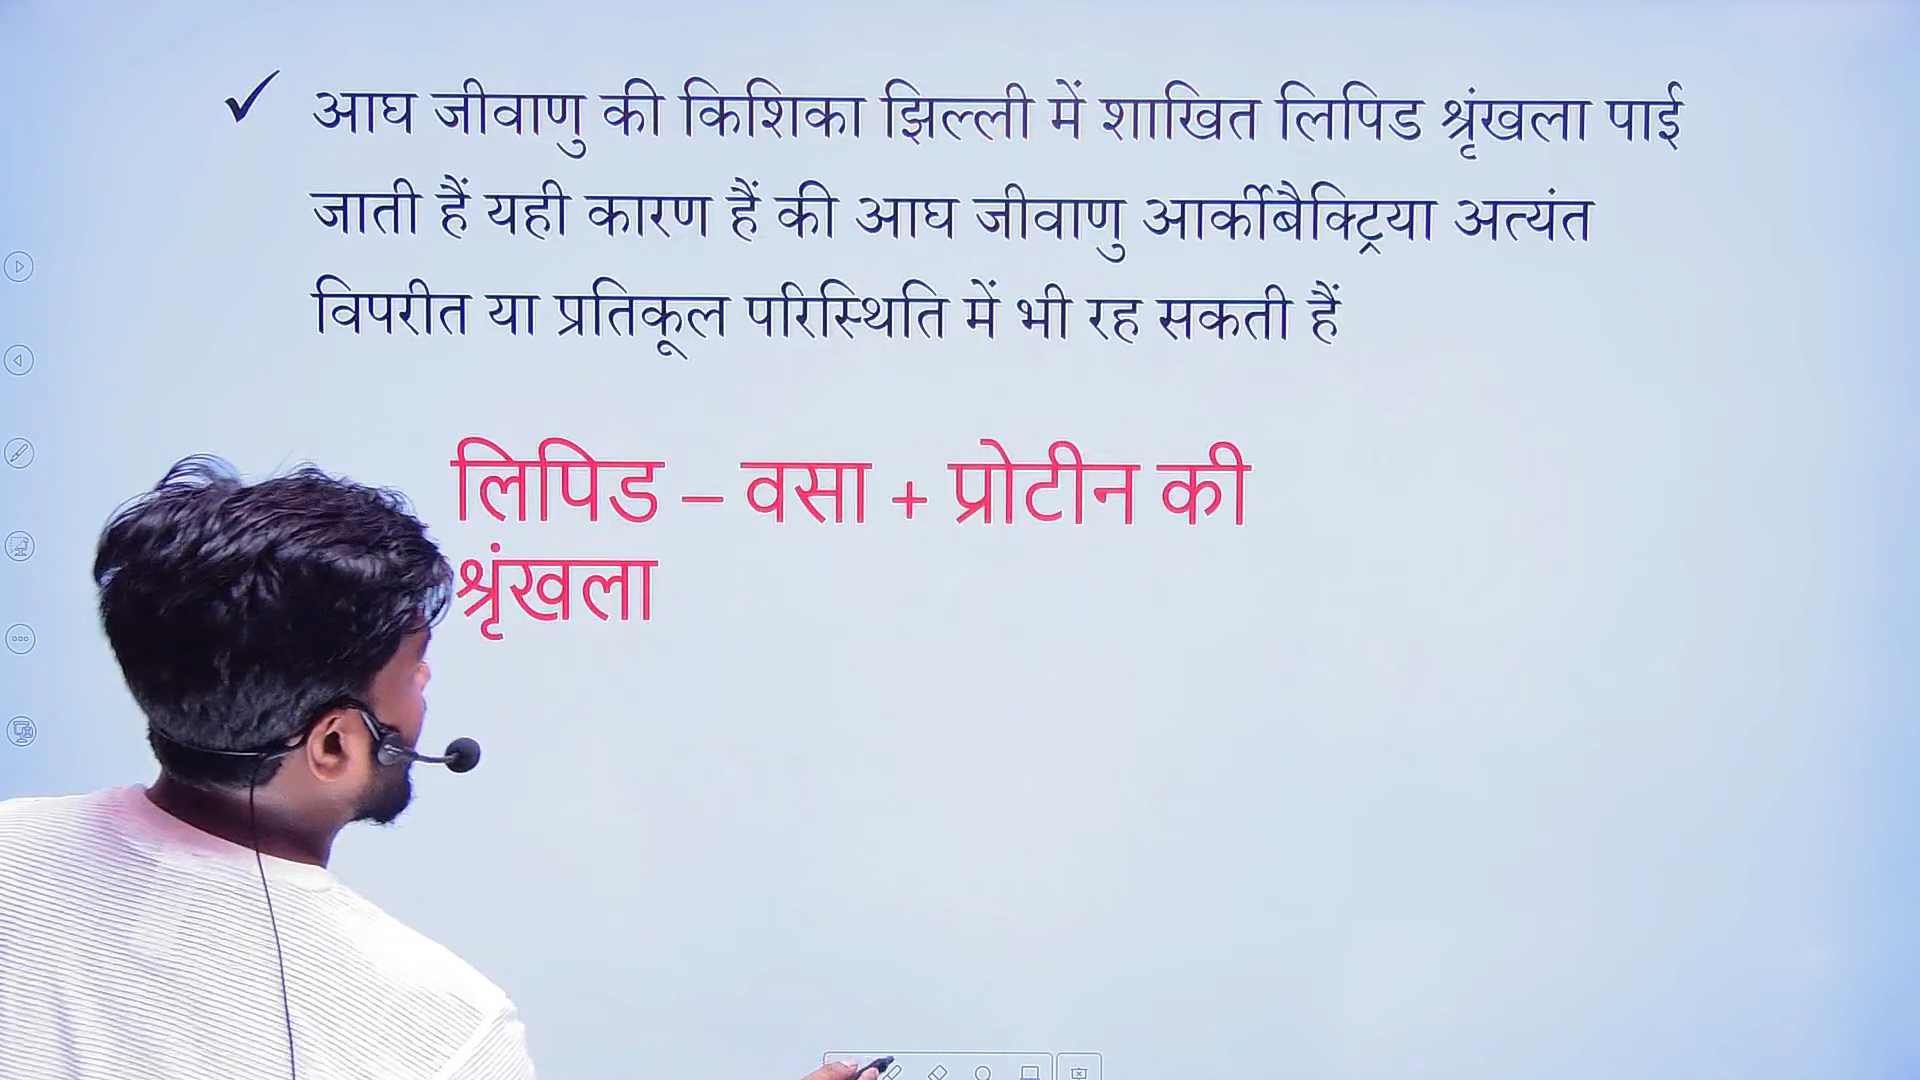 ✓ आघ जीवाणु की किशिका झिल्ली में शाखित लिपिड श्रृंखला पाई
जाती हैं यही कारण हैं की आघ जीवाणु आर्कीबैक्ट्रिया अत्यंत
विपरीत या प्रतिकूल परिस्थिति में भी रह सकती हैं
लिपिड – वसा + प्रोटीन की
श्रृंखला